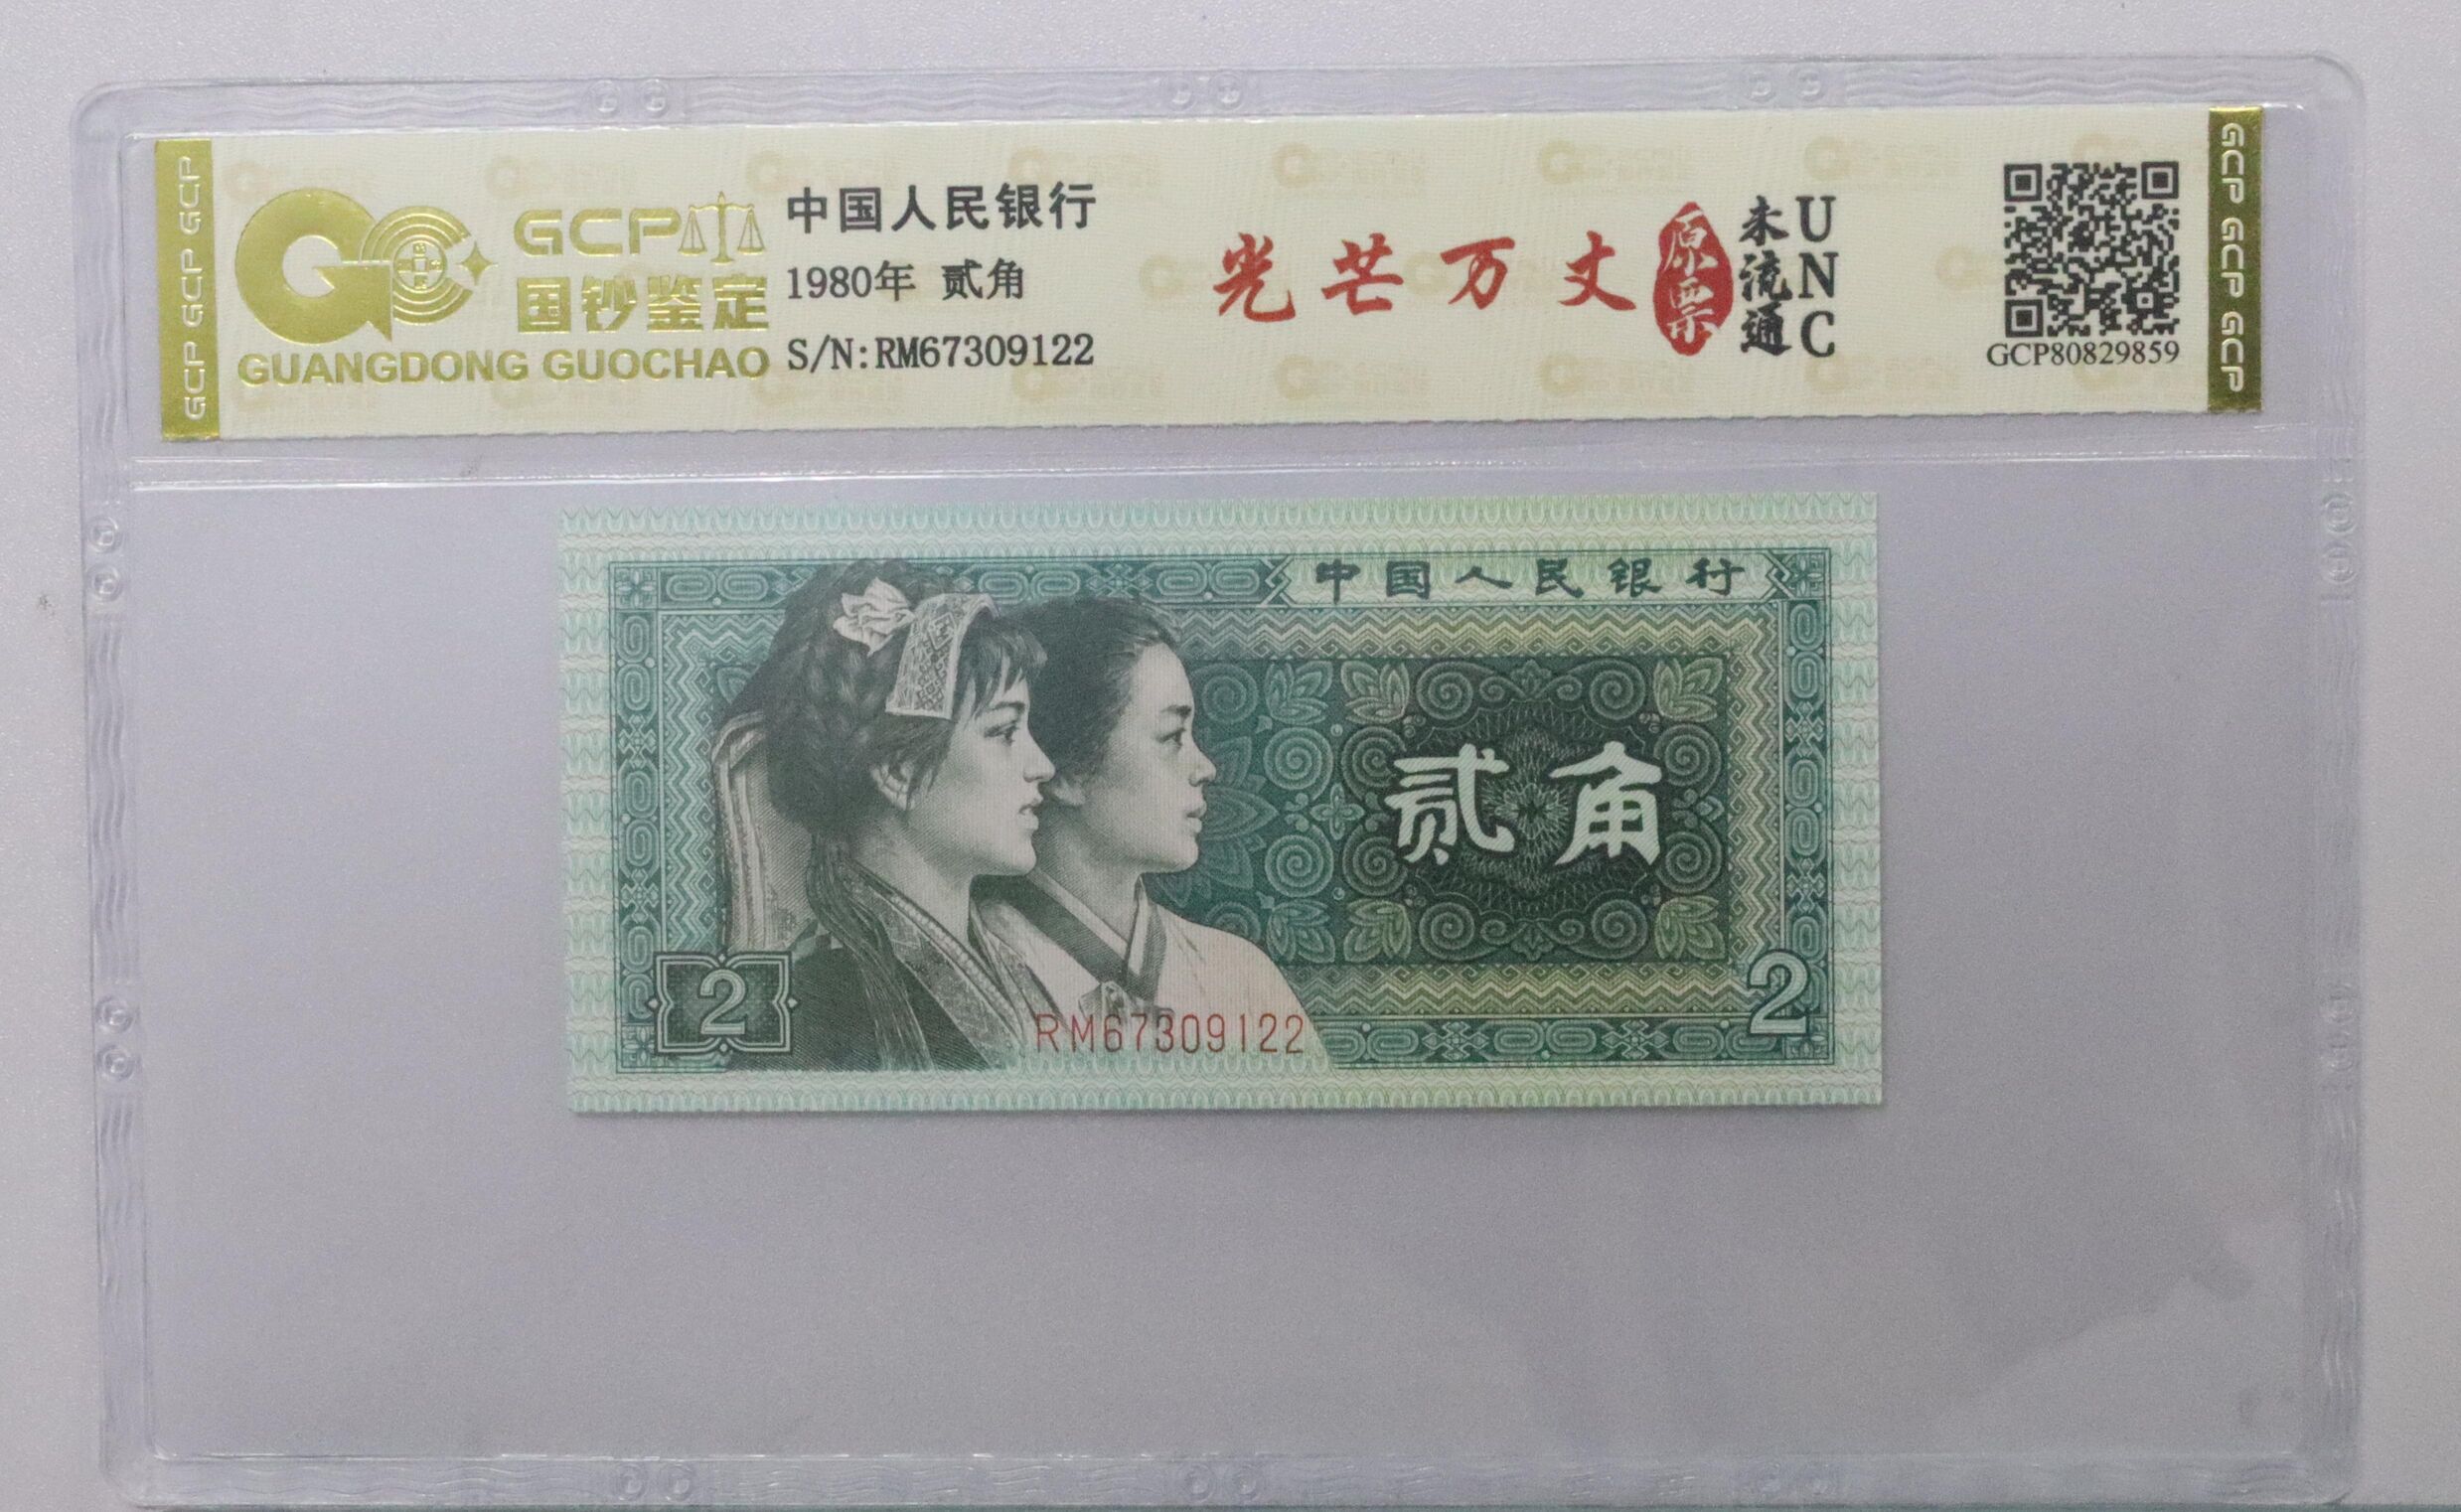 GCP GCP GCP
GCP
国钞鉴定
GUANGDONG GUOCHAO
中国人民银行
1980年 贰角
S/N:RM67309122
光芒万丈
原票
未流通
UNC
GCP80829859
GCP GCP GCP
中国人民银行
贰角
2
2
RM67309122